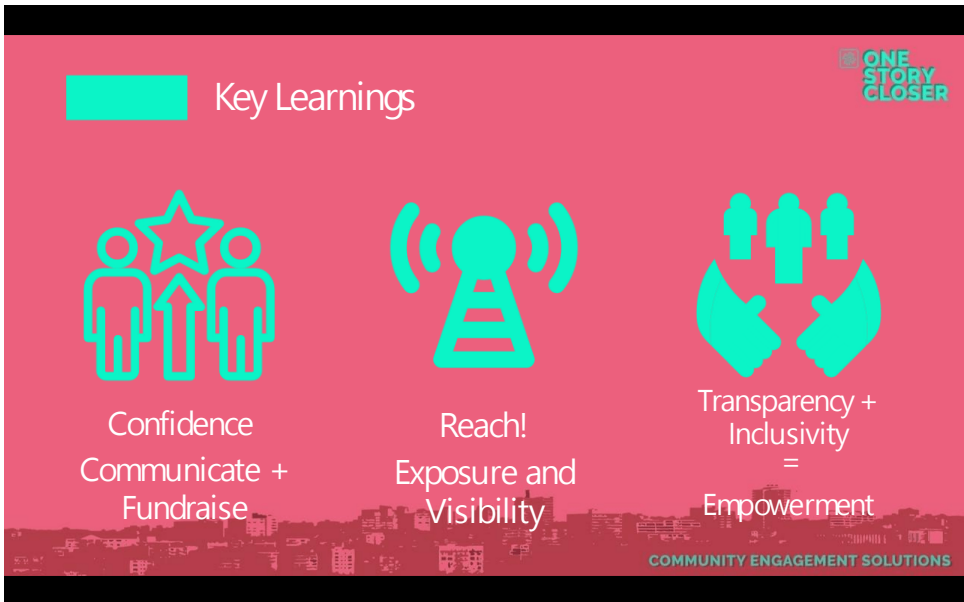 Key Learnings
ONE
STORY
CLOSER
Confidence
Communicate +
Fundraise
Reach!
Exposure and
Visibility
Transparency +
Inclusivity
=
Empowerment
COMMUNITY ENGAGEMENT SOLUTIONS